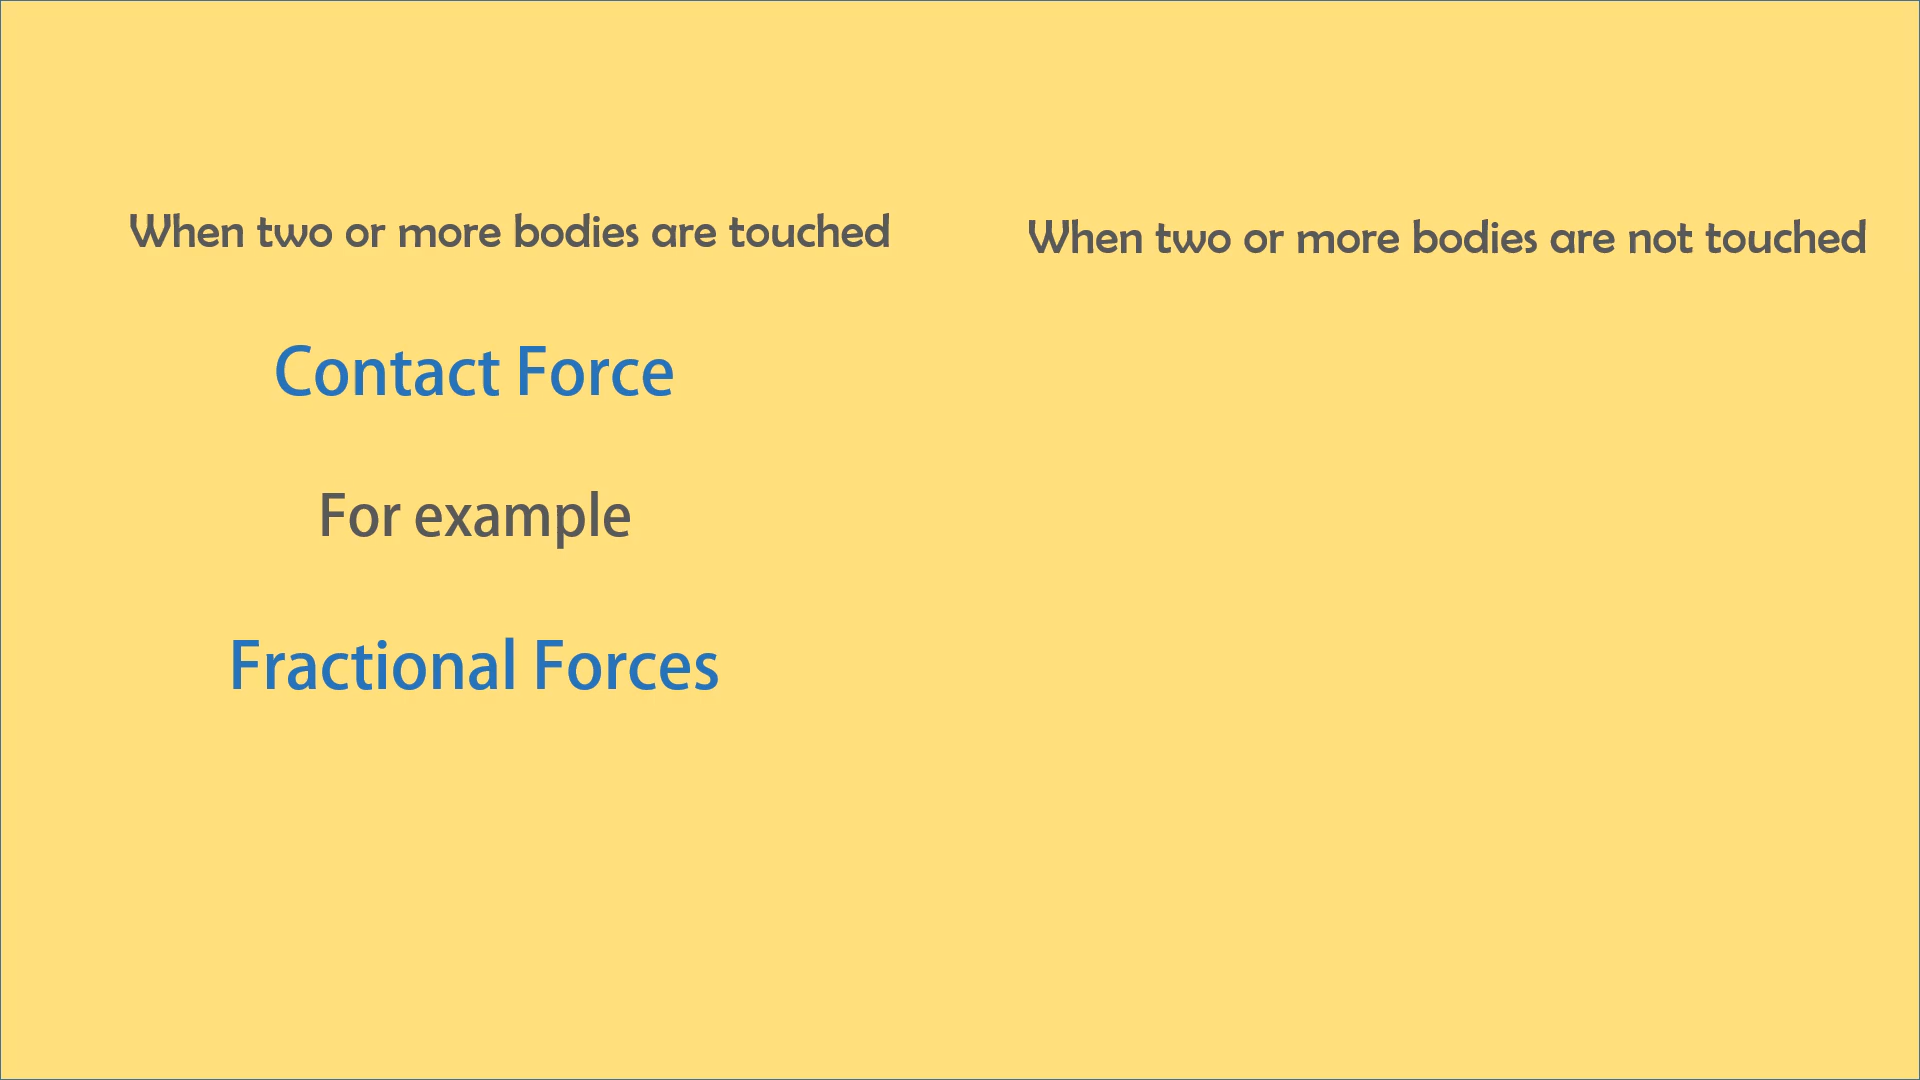 When two or more bodies are touched
When two or more bodies are not touched
Contact Force
For example
Fractional Forces